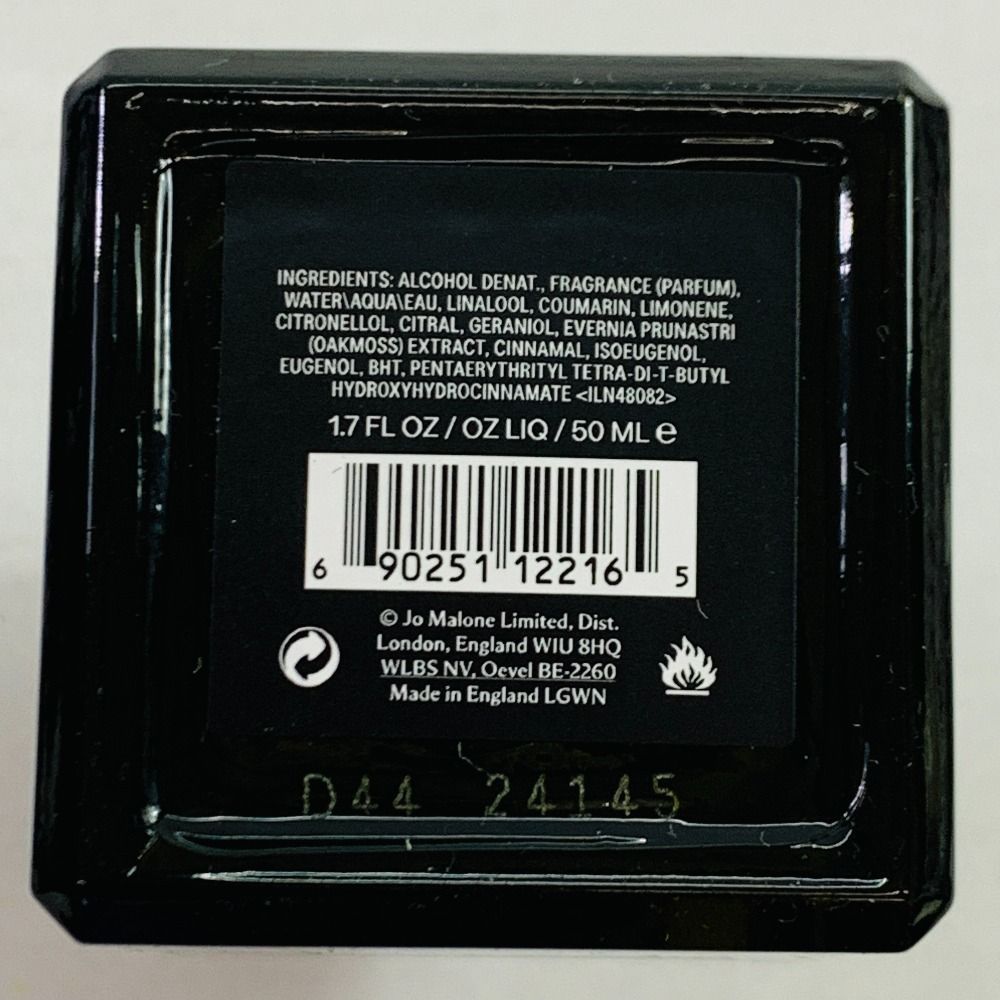 INGREDIENTS: ALCOHOL DENAT., FRAGRANCE (PARFUM),
WATER\AQUA\EAU, LINALOOL, COUMARIN, LIMONENE,
CITRONELLOL, CITRAL, GERANIOL, EVERNIA PRUNASTRI
(OAKMOSS) EXTRACT, CINNAMAL, ISOEUGENOL,
EUGENOL, BHT, PENTAERYTHRITYL TETRA-DI-T-BUTYL
HYDROXYHYDROCINNAMATE <ILN48082>
1.7 FL OZ / OZ LIQ / 50 ML e
6 90251 12216 5
© Jo Malone Limited, Dist.
London, England W1U 8HQ
WLBS NV, Oevel BE-2260
Made in England LGWN
D44 24145